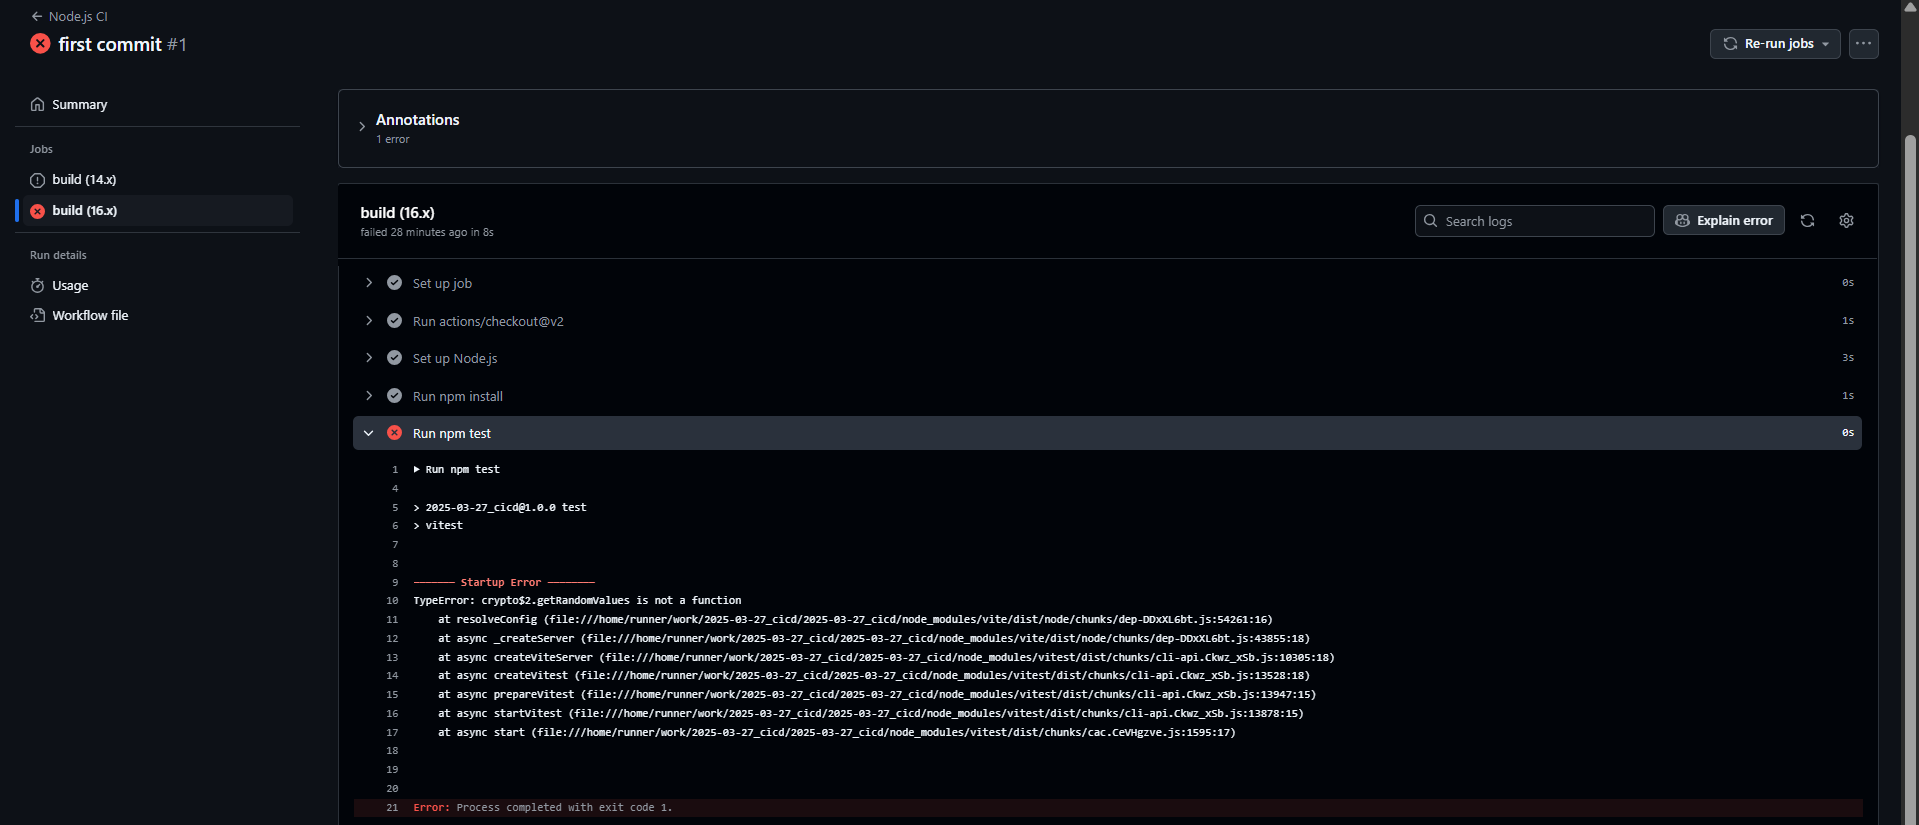 Node.js CI
first commit #1
Re-run jobs
Summary
Jobs
build (14.x)
build (16.x)
Run details
Usage
Workflow file
Annotations
1 error
build (16.x)
failed 28 minutes ago in 8s
Search logs
Explain error
Set up job 0s
Run actions/checkout@v2 1s
Set up Node.js 3s
Run npm install 1s
Run npm test 0s
1 Run npm test
4
5 > 2025-03-27_cicd@1.0.0 test
6 > vitest
7
8
9 ─────── Startup Error ────────
10 TypeError: crypto$2.getRandomValues is not a function
11 at resolveConfig (file:///home/runner/work/2025-03-27_cicd/2025-03-27_cicd/node_modules/vite/dist/node/chunks/dep-DDxXL6bt.js:54261:16)
12 at async _createServer (file:///home/runner/work/2025-03-27_cicd/2025-03-27_cicd/node_modules/vite/dist/node/chunks/dep-DDxXL6bt.js:43855:18)
13 at async createViteServer (file:///home/runner/work/2025-03-27_cicd/2025-03-27_cicd/node_modules/vitest/dist/chunks/cli-api.Ckwz_xSb.js:10305:18)
14 at async createVitest (file:///home/runner/work/2025-03-27_cicd/2025-03-27_cicd/node_modules/vitest/dist/chunks/cli-api.Ckwz_xSb.js:13528:18)
15 at async prepareVitest (file:///home/runner/work/2025-03-27_cicd/2025-03-27_cicd/node_modules/vitest/dist/chunks/cli-api.Ckwz_xSb.js:13947:15)
16 at async startVitest (file:///home/runner/work/2025-03-27_cicd/2025-03-27_cicd/node_modules/vitest/dist/chunks/cli-api.Ckwz_xSb.js:13878:15)
17 at async start (file:///home/runner/work/2025-03-27_cicd/2025-03-27_cicd/node_modules/vitest/dist/chunks/cac.CeVHgzve.js:1595:17)
18
19
20
21 Error: Process completed with exit code 1.